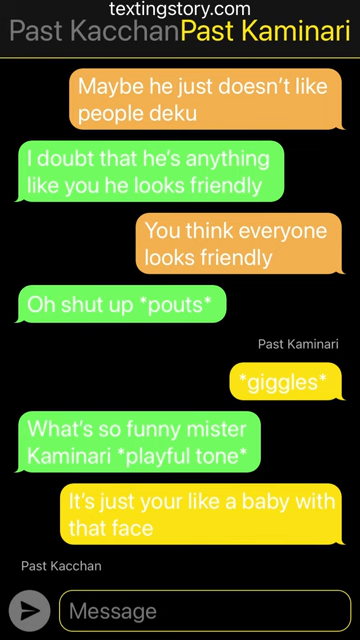 textingstory.com
Past Kacchan Past Kaminari
Maybe he just doesn't like
people deku
I doubt that he's anything
like you he looks friendly
You think everyone
looks friendly
Oh shut up *pouts*
Past Kaminari
*giggles*
What's so funny mister
Kaminari *playful tone*
It's just your like a baby with
that face
Past Kacchan
Message